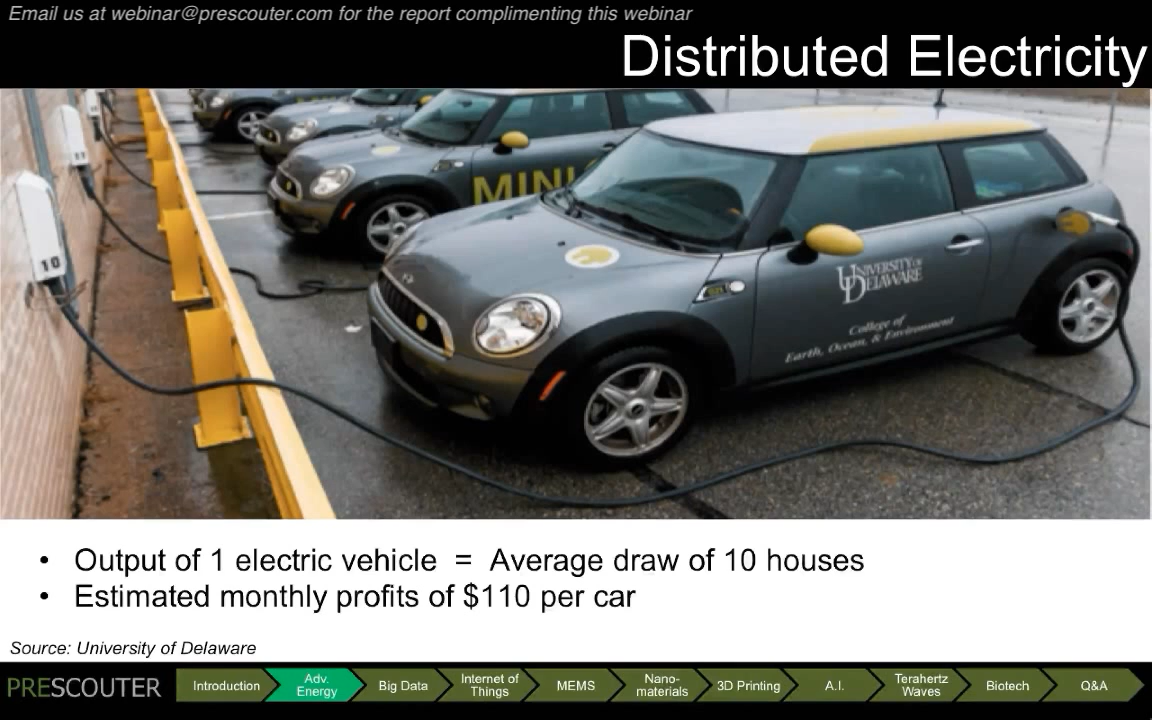 Email us at webinar@prescouter.com for the report complimenting this webinar
Distributed Electricity
10
MINI
UNIVERSITY OF
DELAWARE
College of
Earth, Ocean, & Environment
• Output of 1 electric vehicle = Average draw of 10 houses
• Estimated monthly profits of $110 per car
Source: University of Delaware
PRESCOUTER
Introduction
Adv.
Energy
Big Data
Internet of
Things
MEMS
Nano-
materials
3D Printing
A.I.
Terahertz
Waves
Biotech
Q&A